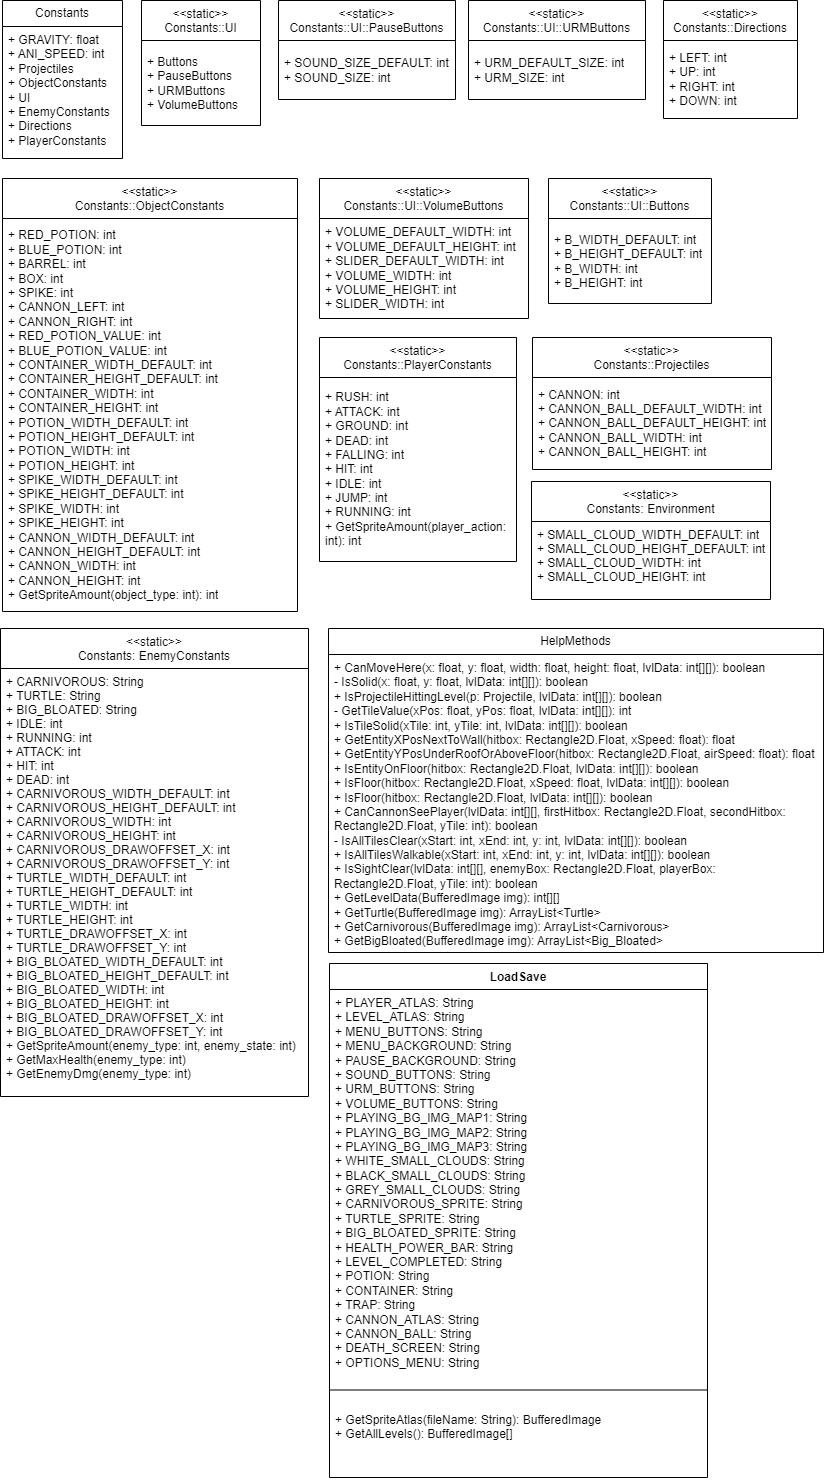 Constants
+ GRAVITY: float
+ ANI_SPEED: int
+ Projectiles
+ ObjectConstants
+ UI
+ EnemyConstants
+ Directions
+ PlayerConstants
<<static>>
Constants::UI
+ Buttons
+ PauseButtons
+ URMButtons
+ VolumeButtons
<<static>>
Constants::UI::PauseButtons
+ SOUND_SIZE_DEFAULT: int
+ SOUND_SIZE: int
<<static>>
Constants::UI::URMButtons
+ URM_DEFAULT_SIZE: int
+ URM_SIZE: int
<<static>>
Constants::Directions
+ LEFT: int
+ UP: int
+ RIGHT: int
+ DOWN: int
<<static>>
Constants::ObjectConstants
+ RED_POTION: int
+ BLUE_POTION: int
+ BARREL: int
+ BOX: int
+ SPIKE: int
+ CANNON_LEFT: int
+ CANNON_RIGHT: int
+ RED_POTION_VALUE: int
+ BLUE_POTION_VALUE: int
+ CONTAINER_WIDTH_DEFAULT: int
+ CONTAINER_HEIGHT_DEFAULT: int
+ CONTAINER_WIDTH: int
+ CONTAINER_HEIGHT: int
+ POTION_WIDTH_DEFAULT: int
+ POTION_HEIGHT_DEFAULT: int
+ POTION_WIDTH: int
+ POTION_HEIGHT: int
+ SPIKE_WIDTH_DEFAULT: int
+ SPIKE_HEIGHT_DEFAULT: int
+ SPIKE_WIDTH: int
+ SPIKE_HEIGHT: int
+ CANNON_WIDTH_DEFAULT: int
+ CANNON_HEIGHT_DEFAULT: int
+ CANNON_WIDTH: int
+ CANNON_HEIGHT: int
+ GetSpriteAmount(object_type: int): int
<<static>>
Constants::UI::VolumeButtons
+ VOLUME_DEFAULT_WIDTH: int
+ VOLUME_DEFAULT_HEIGHT: int
+ SLIDER_DEFAULT_WIDTH: int
+ VOLUME_WIDTH: int
+ VOLUME_HEIGHT: int
+ SLIDER_WIDTH: int
<<static>>
Constants::UI::Buttons
+ B_WIDTH_DEFAULT: int
+ B_HEIGHT_DEFAULT: int
+ B_WIDTH: int
+ B_HEIGHT: int
<<static>>
Constants::PlayerConstants
+ RUSH: int
+ ATTACK: int
+ GROUND: int
+ DEAD: int
+ FALLING: int
+ HIT: int
+ IDLE: int
+ JUMP: int
+ RUNNING: int
+ GetSpriteAmount(player_action:
int): int
<<static>>
Constants::Projectiles
+ CANNON: int
+ CANNON_BALL_DEFAULT_WIDTH: int
+ CANNON_BALL_DEFAULT_HEIGHT: int
+ CANNON_BALL_WIDTH: int
+ CANNON_BALL_HEIGHT: int
<<static>>
Constants: Environment
+ SMALL_CLOUD_WIDTH_DEFAULT: int
+ SMALL_CLOUD_HEIGHT_DEFAULT: int
+ SMALL_CLOUD_WIDTH: int
+ SMALL_CLOUD_HEIGHT: int
<<static>>
Constants: EnemyConstants
+ CARNIVOROUS: String
+ TURTLE: String
+ BIG_BLOATED: String
+ IDLE: int
+ RUNNING: int
+ ATTACK: int
+ HIT: int
+ DEAD: int
+ CARNIVOROUS_WIDTH_DEFAULT: int
+ CARNIVOROUS_HEIGHT_DEFAULT: int
+ CARNIVOROUS_WIDTH: int
+ CARNIVOROUS_HEIGHT: int
+ CARNIVOROUS_DRAWOFFSET_X: int
+ CARNIVOROUS_DRAWOFFSET_Y: int
+ TURTLE_WIDTH_DEFAULT: int
+ TURTLE_HEIGHT_DEFAULT: int
+ TURTLE_WIDTH: int
+ TURTLE_HEIGHT: int
+ TURTLE_DRAWOFFSET_X: int
+ TURTLE_DRAWOFFSET_Y: int
+ BIG_BLOATED_WIDTH_DEFAULT: int
+ BIG_BLOATED_HEIGHT_DEFAULT: int
+ BIG_BLOATED_WIDTH: int
+ BIG_BLOATED_HEIGHT: int
+ BIG_BLOATED_DRAWOFFSET_X: int
+ BIG_BLOATED_DRAWOFFSET_Y: int
+ GetSpriteAmount(enemy_type: int, enemy_state: int)
+ GetMaxHealth(enemy_type: int)
+ GetEnemyDmg(enemy_type: int)
HelpMethods
+ CanMoveHere(x: float, y: float, width: float, height: float, lvlData: int[][]): boolean
- IsSolid(x: float, y: float, lvlData: int[][]): boolean
+ IsProjectileHittingLevel(p: Projectile, lvlData: int[][]): boolean
- GetTileValue(xPos: float, yPos: float, lvlData: int[][]): int
+ IsTileSolid(xTile: int, yTile: int, lvlData: int[][]): boolean
+ GetEntityXPosNextToWall(hitbox: Rectangle2D.Float, xSpeed: float): float
+ GetEntityYPosUnderRoofOrAboveFloor(hitbox: Rectangle2D.Float, airSpeed: float): float
+ IsEntityOnFloor(hitbox: Rectangle2D.Float, lvlData: int[][]): boolean
+ IsFloor(hitbox: Rectangle2D.Float, xSpeed: float, lvlData: int[][]): boolean
+ IsFloor(hitbox: Rectangle2D.Float, lvlData: int[][]): boolean
+ CanCannonSeePlayer(lvlData: int[][], firstHitbox: Rectangle2D.Float, secondHitbox:
Rectangle2D.Float, yTile: int): boolean
- IsAllTilesClear(xStart: int, xEnd: int, y: int, lvlData: int[][]): boolean
+ IsAllTilesWalkable(xStart: int, xEnd: int, y: int, lvlData: int[][]): boolean
+ IsSightClear(lvlData: int[][], enemyBox: Rectangle2D.Float, playerBox:
Rectangle2D.Float, yTile: int): boolean
+ GetLevelData(BufferedImage img): int[][]
+ GetTurtle(BufferedImage img): ArrayList<Turtle>
+ GetCarnivorous(BufferedImage img): ArrayList<Carnivorous>
+ GetBigBloated(BufferedImage img): ArrayList<Big_Bloated>
LoadSave
+ PLAYER_ATLAS: String
+ LEVEL_ATLAS: String
+ MENU_BUTTONS: String
+ MENU_BACKGROUND: String
+ PAUSE_BACKGROUND: String
+ SOUND_BUTTONS: String
+ URM_BUTTONS: String
+ VOLUME_BUTTONS: String
+ PLAYING_BG_IMG_MAP1: String
+ PLAYING_BG_IMG_MAP2: String
+ PLAYING_BG_IMG_MAP3: String
+ WHITE_SMALL_CLOUDS: String
+ BLACK_SMALL_CLOUDS: String
+ GREY_SMALL_CLOUDS: String
+ CARNIVOROUS_SPRITE: String
+ TURTLE_SPRITE: String
+ BIG_BLOATED_SPRITE: String
+ HEALTH_POWER_BAR: String
+ LEVEL_COMPLETED: String
+ POTION: String
+ CONTAINER: String
+ TRAP: String
+ CANNON_ATLAS: String
+ CANNON_BALL: String
+ DEATH_SCREEN: String
+ OPTIONS_MENU: String
+ GetSpriteAtlas(fileName: String): BufferedImage
+ GetAllLevels(): BufferedImage[]